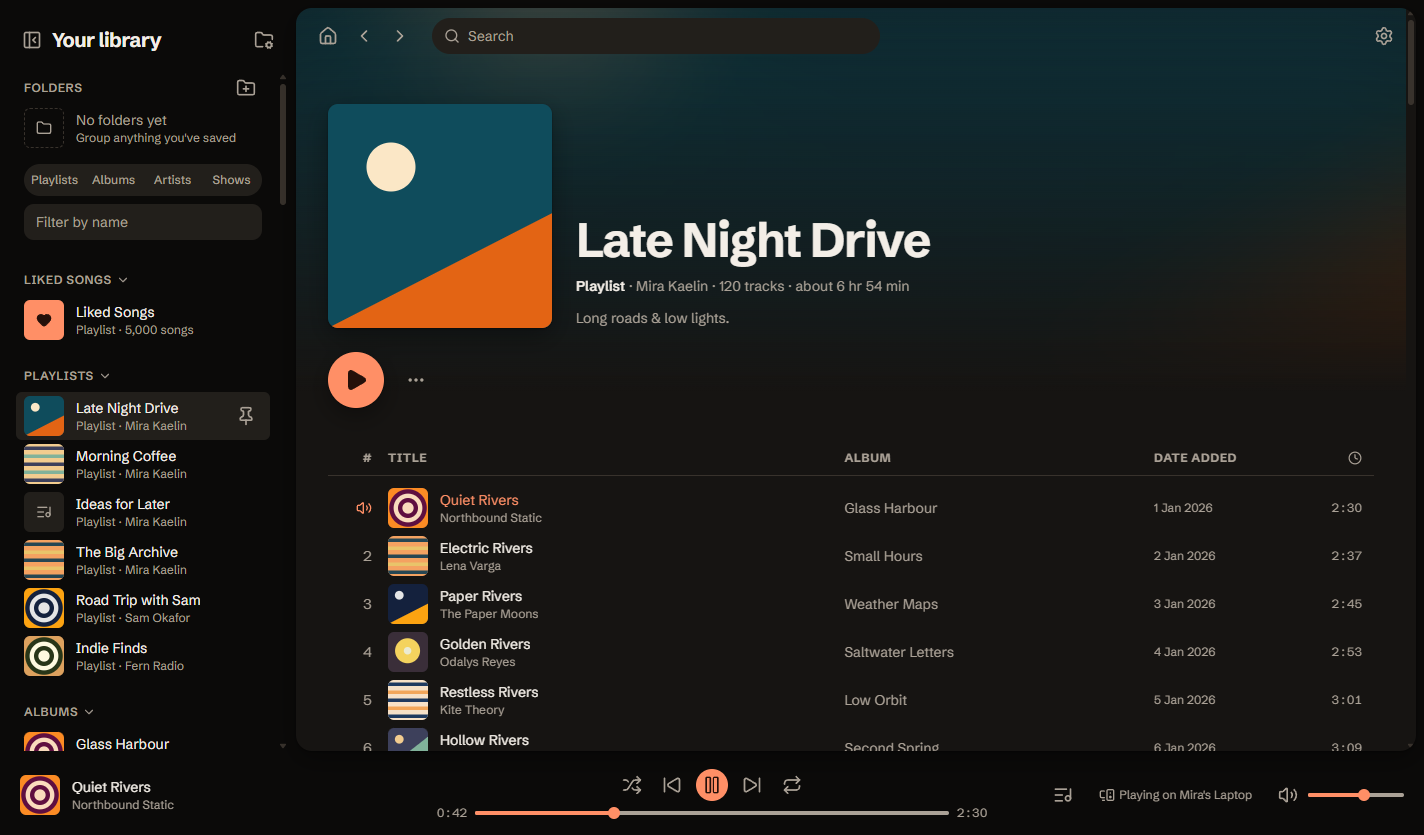 Your library
Search
FOLDERS
No folders yet
Group anything you've saved
Playlists Albums Artists Shows
Filter by name
LIKED SONGS
Liked Songs
Playlist · 5,000 songs
PLAYLISTS
Late Night Drive
Playlist · Mira Kaelin
Morning Coffee
Playlist · Mira Kaelin
Ideas for Later
Playlist · Mira Kaelin
The Big Archive
Playlist · Mira Kaelin
Road Trip with Sam
Playlist · Sam Okafor
Indie Finds
Playlist · Fern Radio
ALBUMS
Glass Harbour
Late Night Drive
Playlist · Mira Kaelin · 120 tracks · about 6 hr 54 min
Long roads & low lights.
# TITLE ALBUM DATE ADDED
Quiet Rivers
Northbound Static
Glass Harbour
1 Jan 2026
2:30
2
Electric Rivers
Lena Varga
Small Hours
2 Jan 2026
2:37
3
Paper Rivers
The Paper Moons
Weather Maps
3 Jan 2026
2:45
4
Golden Rivers
Odalys Reyes
Saltwater Letters
4 Jan 2026
2:53
5
Restless Rivers
Kite Theory
Low Orbit
5 Jan 2026
3:01
6
Hollow Rivers
Second Spring
6 Jan 2026
3:09
Quiet Rivers
Northbound Static
0:42
2:30
Playing on Mira's Laptop